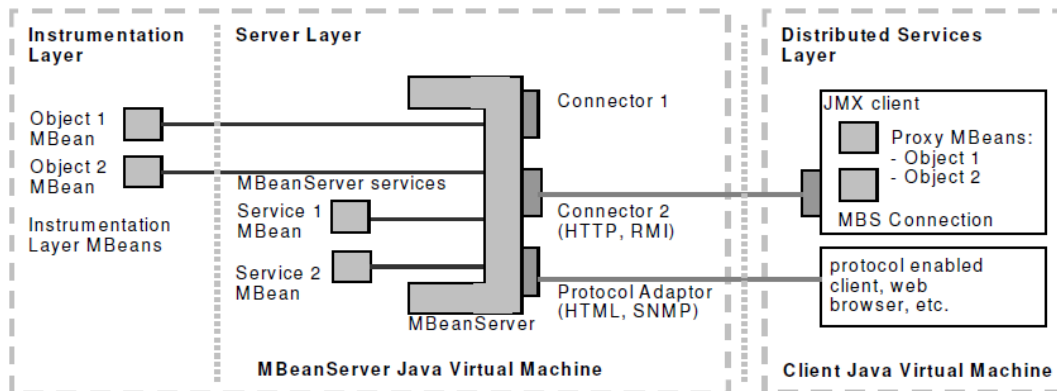 Instrumentation
Layer
Object 1
MBean
Object 2
MBean
Instrumentation
Layer MBeans
Server Layer
MBeanServer services
Service 1
MBean
Service 2
MBean
MBeanServer
Connector 1
Connector 2
(HTTP, RMI)
Protocol Adaptor
(HTML, SNMP)
MBeanServer Java Virtual Machine
Distributed Services
Layer
JMX client
Proxy MBeans:
- Object 1
- Object 2
MBS Connection
protocol enabled
client, web
browser, etc.
Client Java Virtual Machine